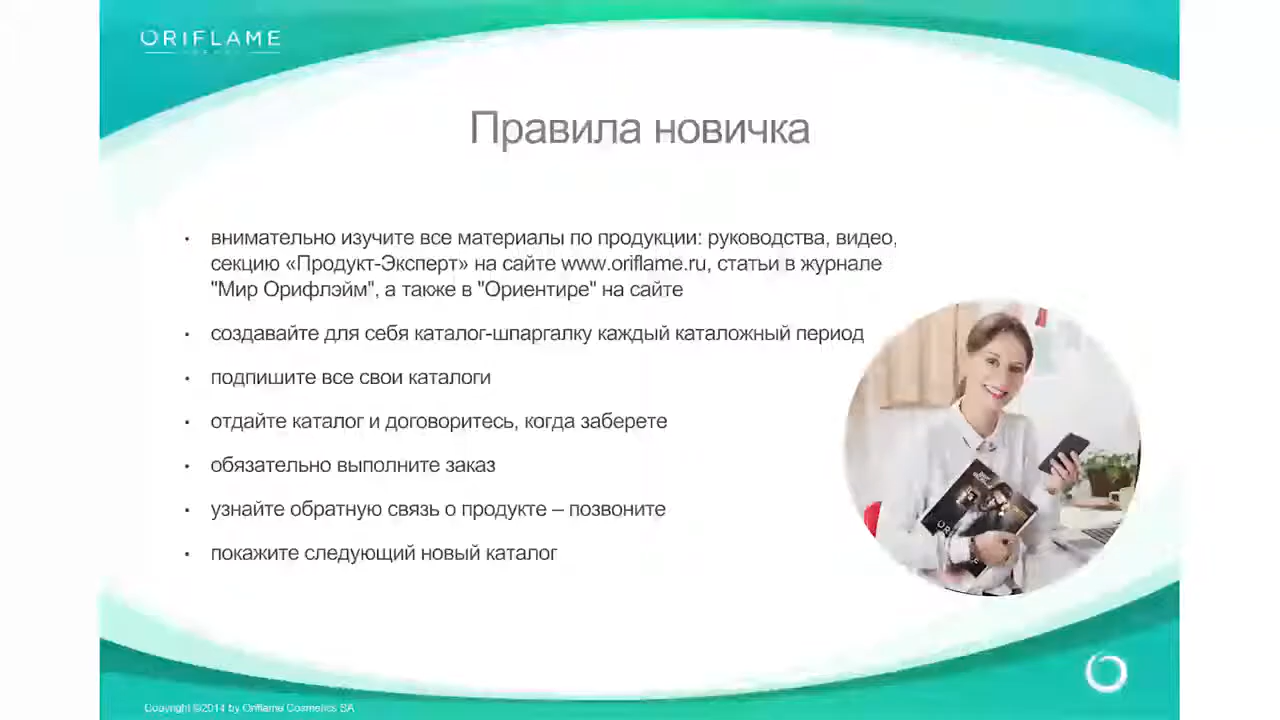 ORIFLAME
Правила новичка
• внимательно изучите все материалы по продукции: руководства, видео,
секцию «Продукт-Эксперт» на сайте www.oriflame.ru, статьи в журнале
"Мир Орифлэйм", а также в "Ориентире" на сайте
• создавайте для себя каталог-шпаргалку каждый каталожный период
• подпишите все свои каталоги
• отдайте каталог и договоритесь, когда заберете
• обязательно выполните заказ
• узнайте обратную связь о продукте – позвоните
• покажите следующий новый каталог
Copyright ©2014 by Oriflame Cosmetics SA